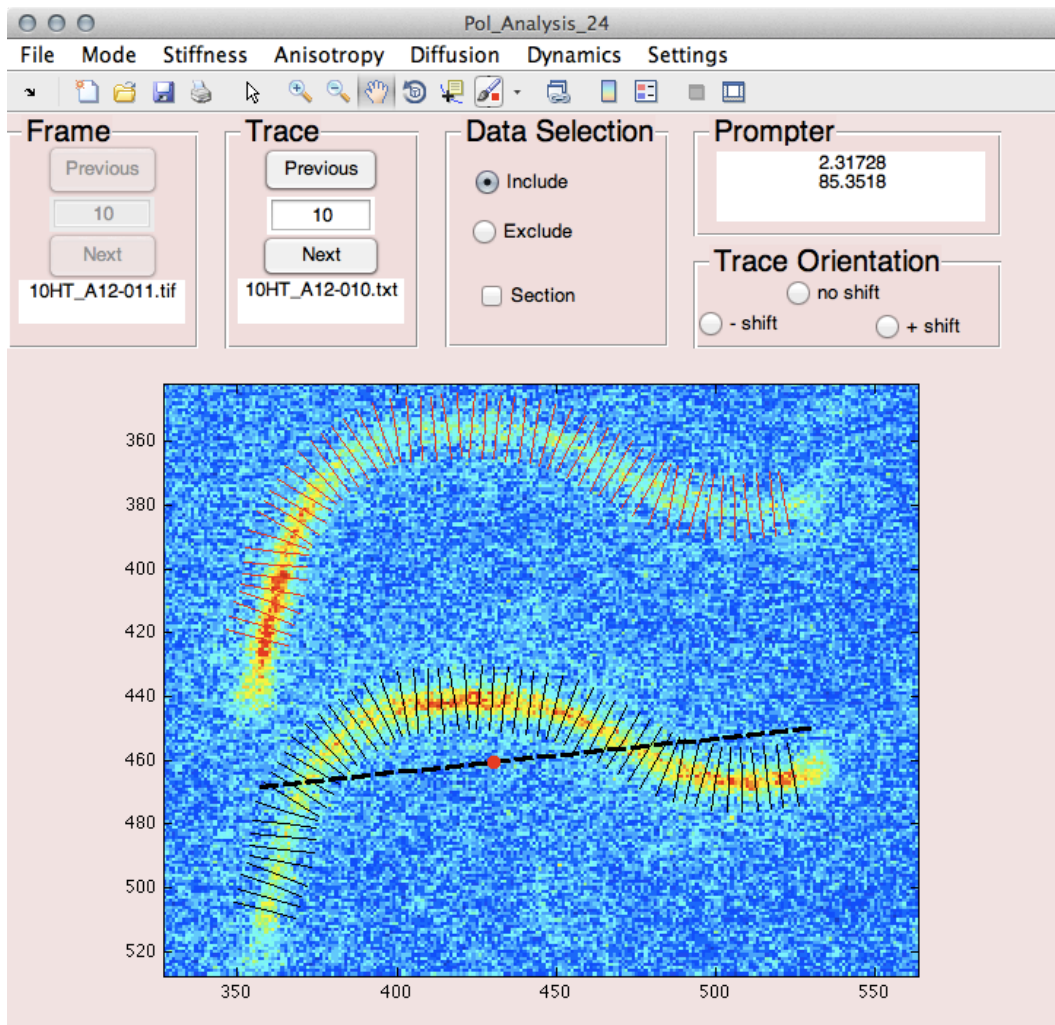 Pol_Analysis_24
File Mode Stiffness Anisotropy Diffusion Dynamics Settings
Frame
Previous
10
Next
10HT_A12-011.tif
Trace
Previous
10
Next
10HT_A12-010.txt
Data Selection
Include
Exclude
Section
Prompter
2.31728
85.3518
Trace Orientation
no shift
- shift
+ shift
360
380
400
420
440
460
480
500
520
350
400
450
500
550